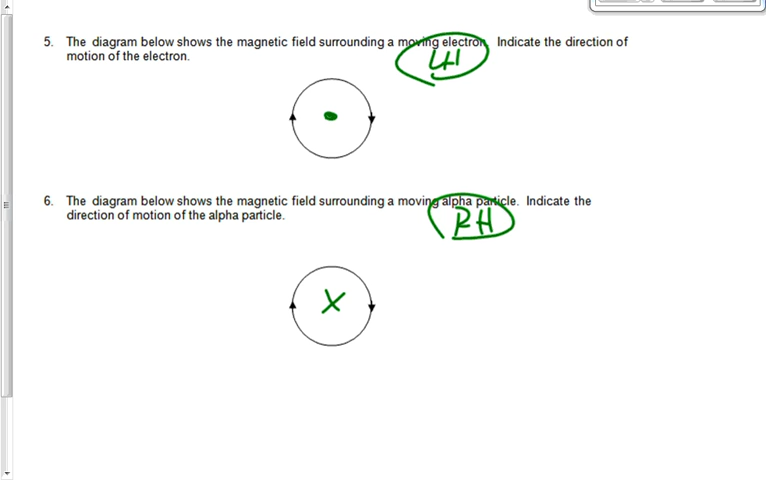 5. The diagram below shows the magnetic field surrounding a moving electron. Indicate the direction of
motion of the electron.
LH
6. The diagram below shows the magnetic field surrounding a moving alpha particle. Indicate the
direction of motion of the alpha particle.
RH
X